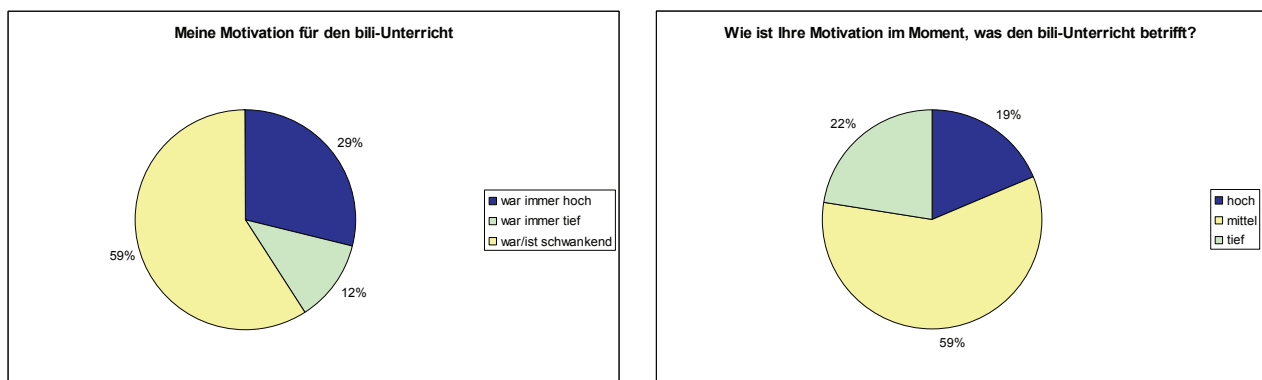 Meine Motivation für den bili-Unterricht
29%
59%
12%
war immer hoch
war immer tief
war/ist schwankend
Wie ist Ihre Motivation im Moment, was den bili-Unterricht betrifft?
22%
19%
59%
hoch
mittel
tief